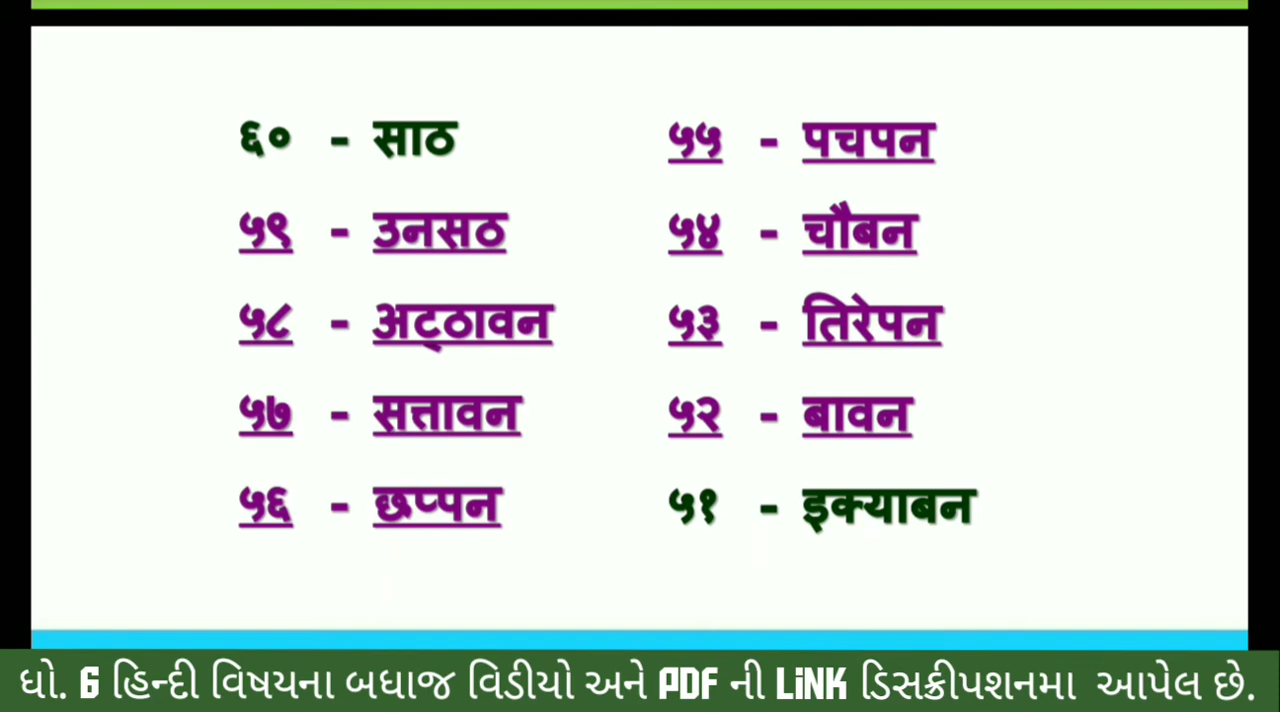 ६० - साठ
५९ - उनसठ
५८ - अट्ठावन
५७ - सत्तावन
५६ - छप्पन
५५ - पचपन
५४ - चौबन
५३ - तिरेपन
५२ - बावन
५१ - इक्याबन
ધો. 6 હિન્દી વિષયના બધાજ વિડીયો અને PDF ની LiNK ડિસક્રીપશનમા આપેલ છે.